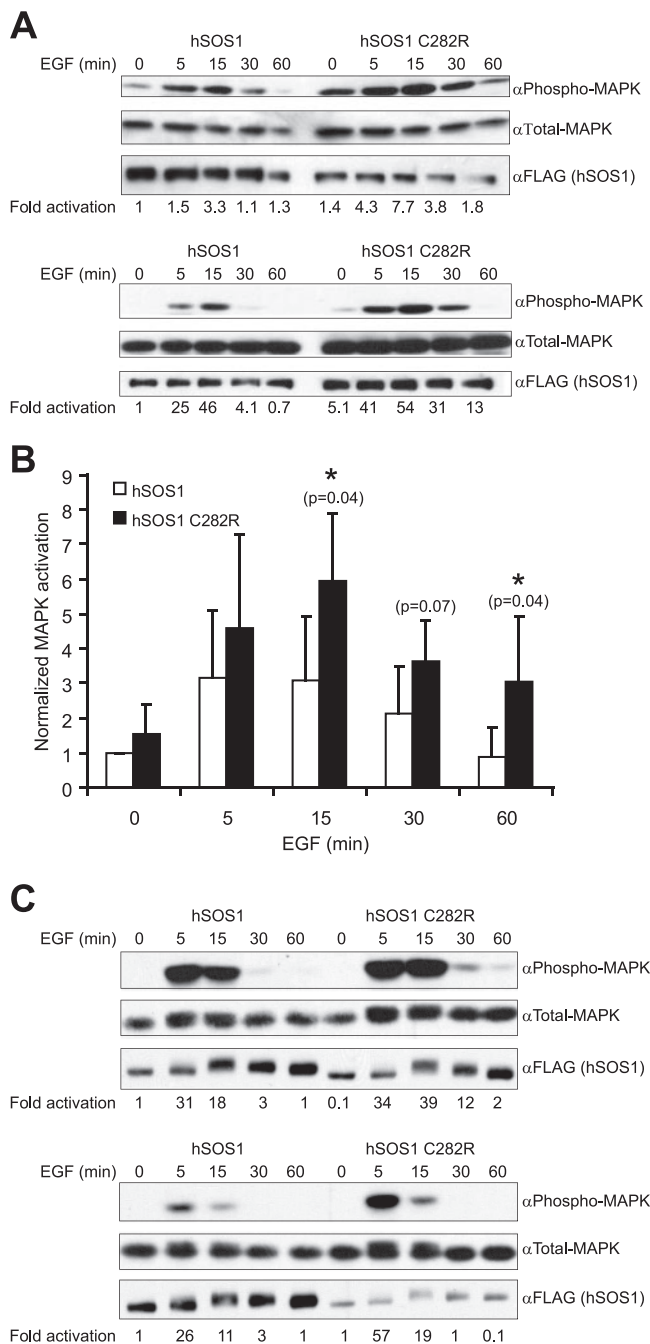 A
hSOS1 hSOS1 C282R
EGF (min) 0 5 15 30 60 0 5 15 30 60
αPhospho-MAPK
αTotal-MAPK
αFLAG (hSOS1)
Fold activation 1 1.5 3.3 1.1 1.3 1.4 4.3 7.7 3.8 1.8
hSOS1 hSOS1 C282R
EGF (min) 0 5 15 30 60 0 5 15 30 60
αPhospho-MAPK
αTotal-MAPK
αFLAG (hSOS1)
Fold activation 1 25 46 4.1 0.7 5.1 41 54 31 13
B
Normalized MAPK activation
9
8
7
6
5
4
3
2
1
0
hSOS1
hSOS1 C282R
*
(p=0.04)
(p=0.07)
*
(p=0.04)
0 5 15 30 60
EGF (min)
C
hSOS1 hSOS1 C282R
EGF (min) 0 5 15 30 60 0 5 15 30 60
αPhospho-MAPK
αTotal-MAPK
αFLAG (hSOS1)
Fold activation 1 31 18 3 1 0.1 34 39 12 2
hSOS1 hSOS1 C282R
EGF (min) 0 5 15 30 60 0 5 15 30 60
αPhospho-MAPK
αTotal-MAPK
αFLAG (hSOS1)
Fold activation 1 26 11 3 1 1 57 19 1 0.1